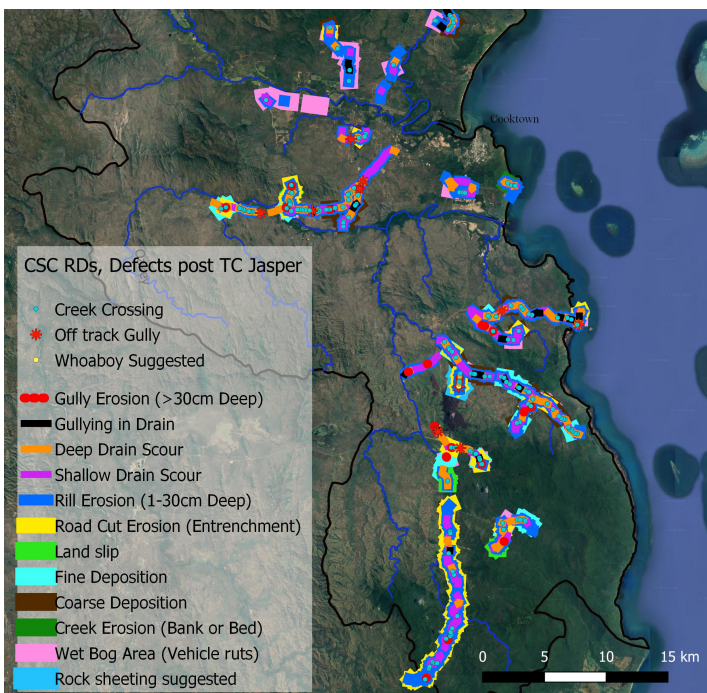 Cooktown
CSC RDs, Defects post TC Jasper
Creek Crossing
Off track Gully
Whoaboy Suggested
Gully Erosion (>30cm Deep)
Gullying in Drain
Deep Drain Scour
Shallow Drain Scour
Rill Erosion (1-30cm Deep)
Road Cut Erosion (Entrenchment)
Land slip
Fine Deposition
Coarse Deposition
Creek Erosion (Bank or Bed)
Wet Bog Area (Vehicle ruts)
Rock sheeting suggested
0 5 10 15 km